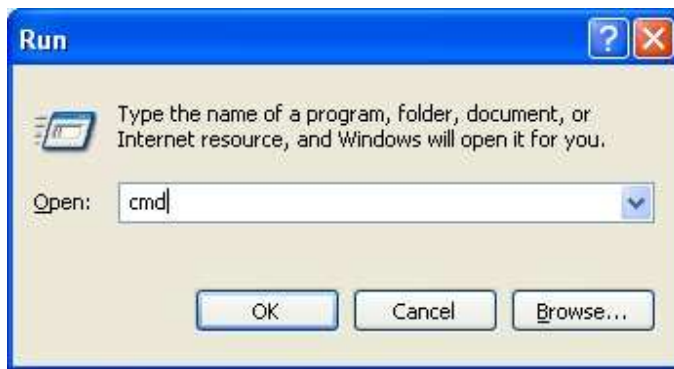 Run
Type the name of a program, folder, document, or
Internet resource, and Windows will open it for you.
Open: cmd
OK Cancel Browse...